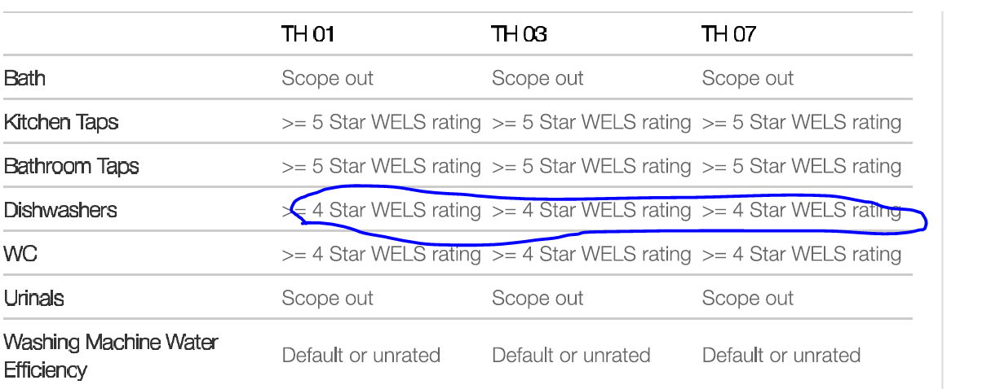 TH 01 TH 03 TH 07
Bath Scope out Scope out Scope out
Kitchen Taps >= 5 Star WELS rating >= 5 Star WELS rating >= 5 Star WELS rating
Bathroom Taps >= 5 Star WELS rating >= 5 Star WELS rating >= 5 Star WELS rating
Dishwashers >= 4 Star WELS rating >= 4 Star WELS rating >= 4 Star WELS rating
WC >= 4 Star WELS rating >= 4 Star WELS rating >= 4 Star WELS rating
Urinals Scope out Scope out Scope out
Washing Machine Water
Efficiency Default or unrated Default or unrated Default or unrated